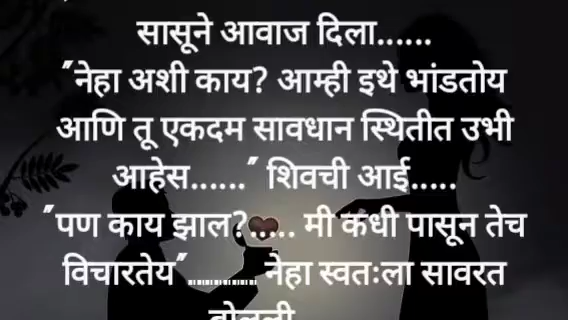 सासूने आवाज दिला......
"नेहा अशी काय? आम्ही इथे भांडतोय
आणि तू एकदम सावधान स्थितीत उभी
आहेस......" शिवची आई.....
"पण काय झाल?..... मी कधी पासून तेच
विचारतेय"............... नेहा स्वतःला सावरत